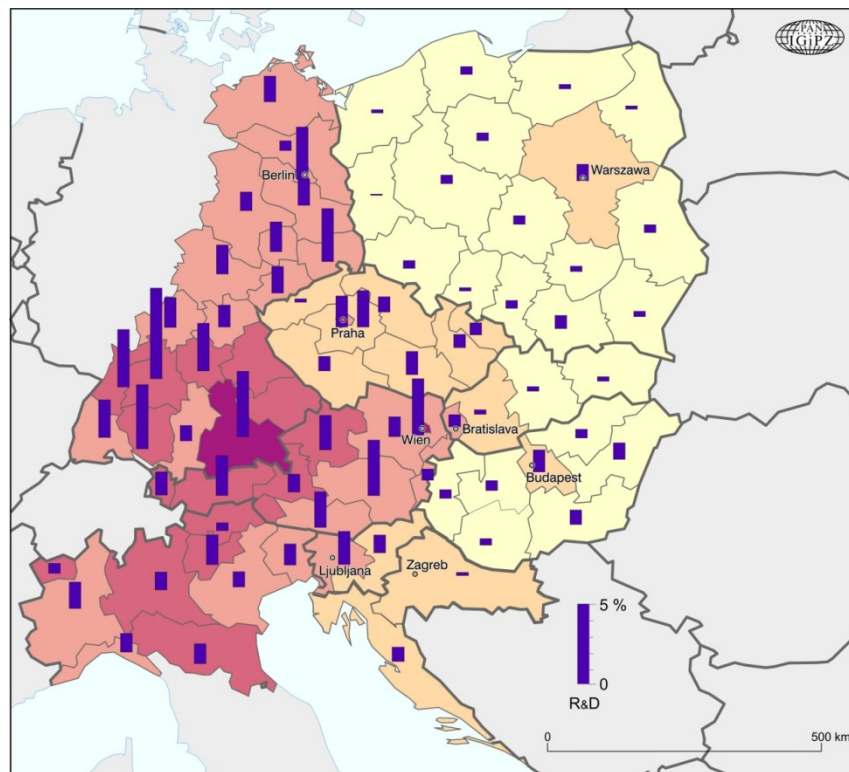 PAN
IGiPZ
Berlin
Warszawa
Praha
Wien
Bratislava
Budapest
Ljubljana
Zagreb
5 %
0
R&D
0
500 km